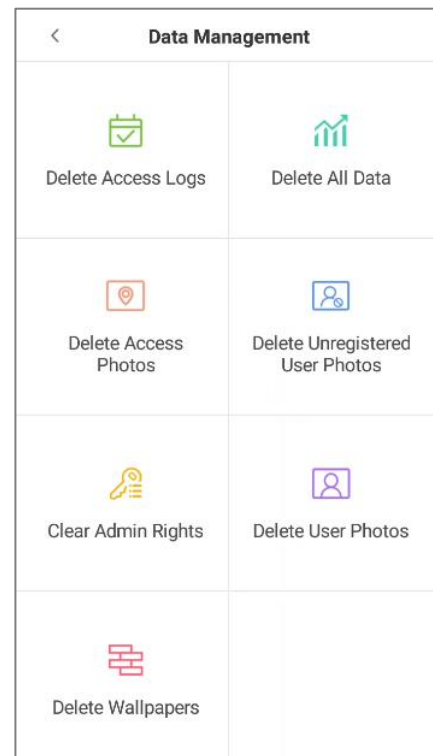 Data Management
Delete Access Logs
Delete All Data
Delete Access
Photos
Delete Unregistered
User Photos
Clear Admin Rights
Delete User Photos
Delete Wallpapers